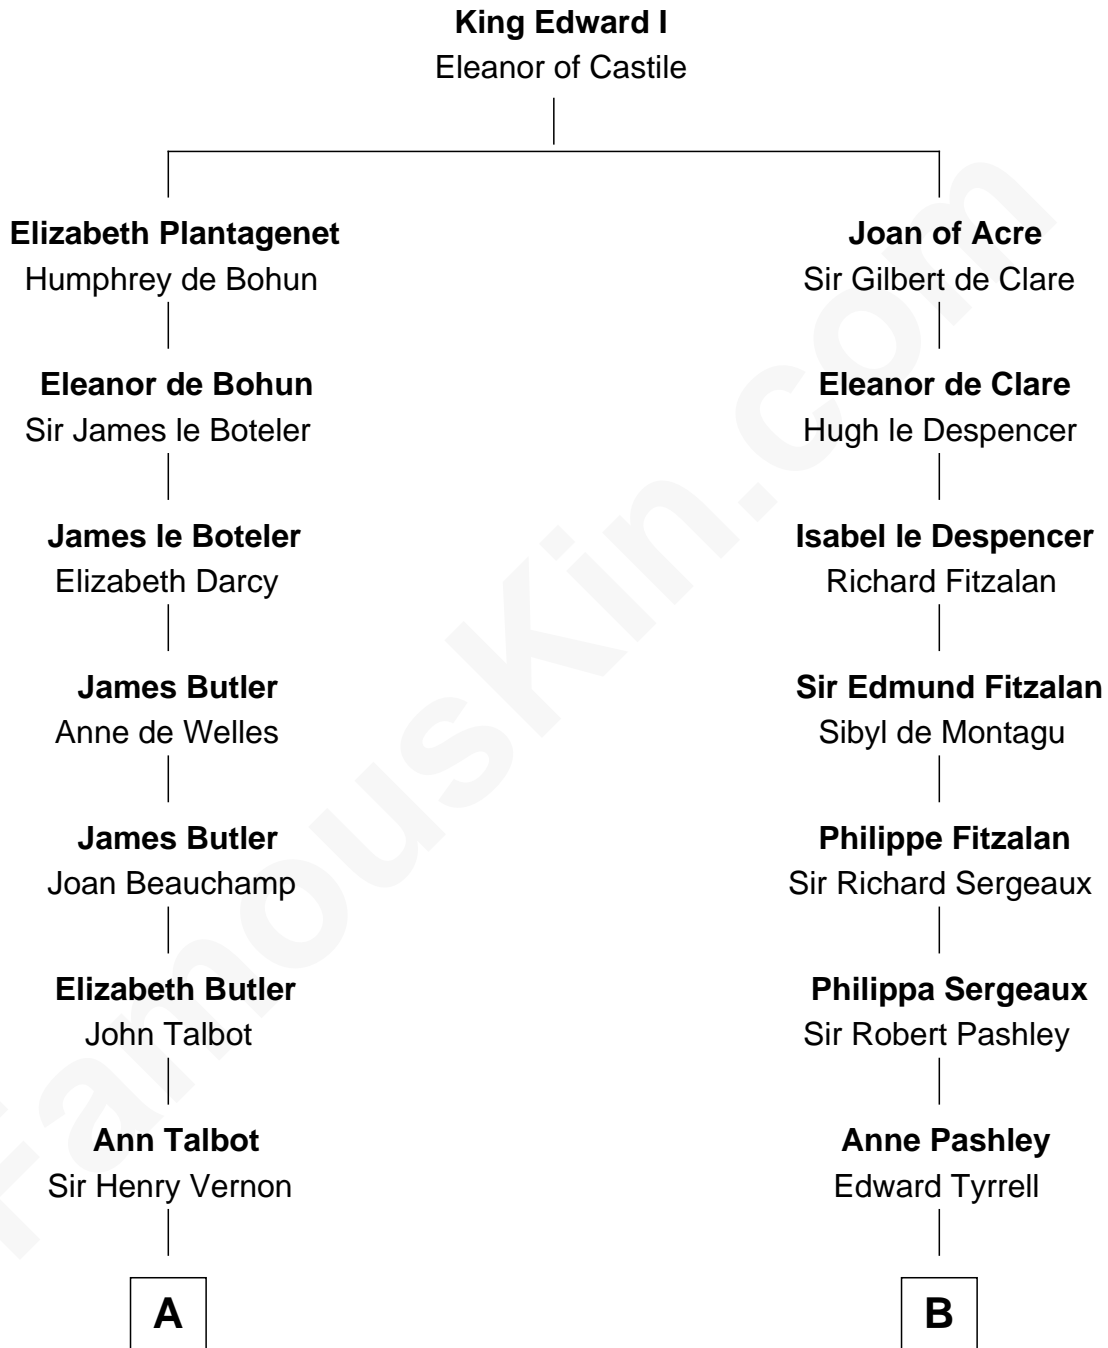 King Edward I
Eleanor of Castile
Elizabeth Plantagenet
Humphrey de Bohun
Joan of Acre
Sir Gilbert de Clare
Eleanor de Bohun
Sir James le Boteler
Eleanor de Clare
Hugh le Despencer
James le Boteler
Elizabeth Darcy
Isabel le Despencer
Richard Fitzalan
James Butler
Anne de Welles
Sir Edmund Fitzalan
Sibyl de Montagu
James Butler
Joan Beauchamp
Philippe Fitzalan
Sir Richard Sergeaux
Elizabeth Butler
John Talbot
Philippa Sergeaux
Sir Robert Pashley
Ann Talbot
Sir Henry Vernon
Anne Pashley
Edward Tyrrell
A
B
FamousKin.com